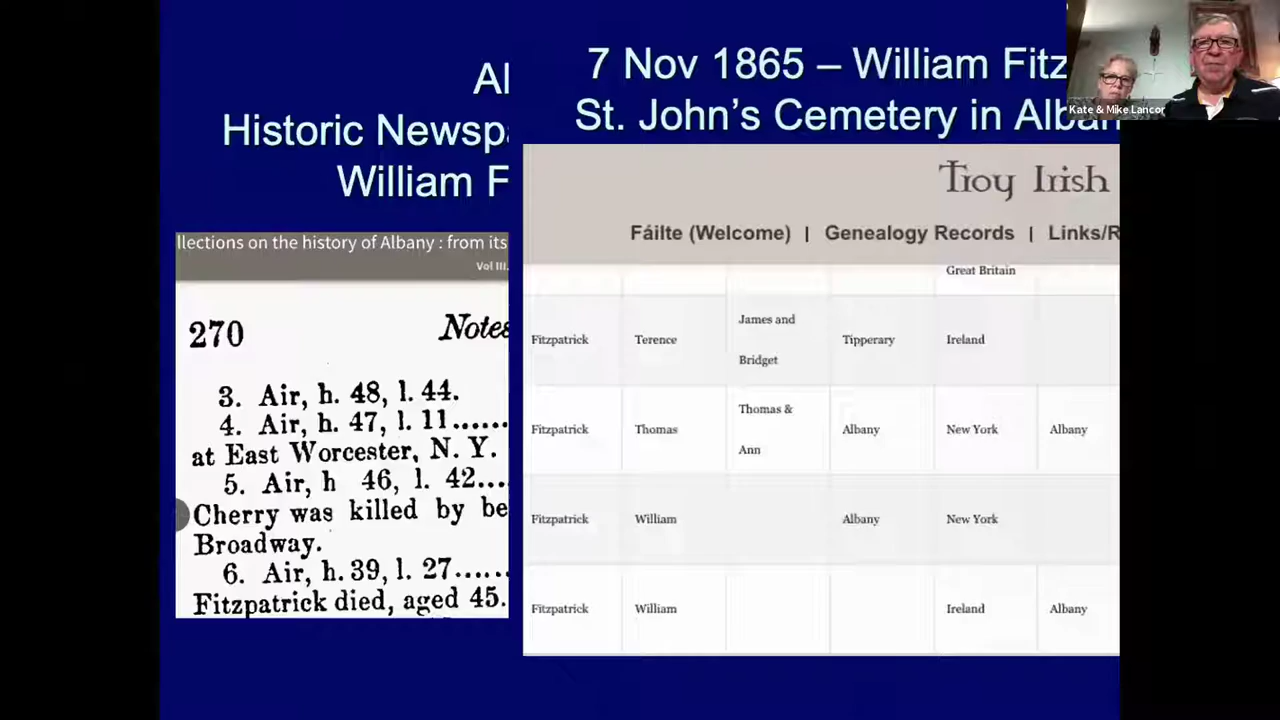 Al
Historic Newspa
William F
7 Nov 1865 – William Fitz
St. John's Cemetery in Alban
Kate & Mike Lancor
llections on the history of Albany : from its
Vol III.
270 Notes
3. Air, h. 48, l. 44.
4. Air, h. 47, l. 11......
at East Worcester, N. Y.
5. Air, h 46, l. 42...
Cherry was killed by be
Broadway.
6. Air, h. 39, l. 27......
Fitzpatrick died, aged 45.
Troy Irish
Fáilte (Welcome) | Genealogy Records | Links/R
Great Britain
Fitzpatrick Terence James and Bridget Tipperary Ireland
Fitzpatrick Thomas Thomas & Ann Albany New York Albany
Fitzpatrick William Albany New York
Fitzpatrick William Ireland Albany